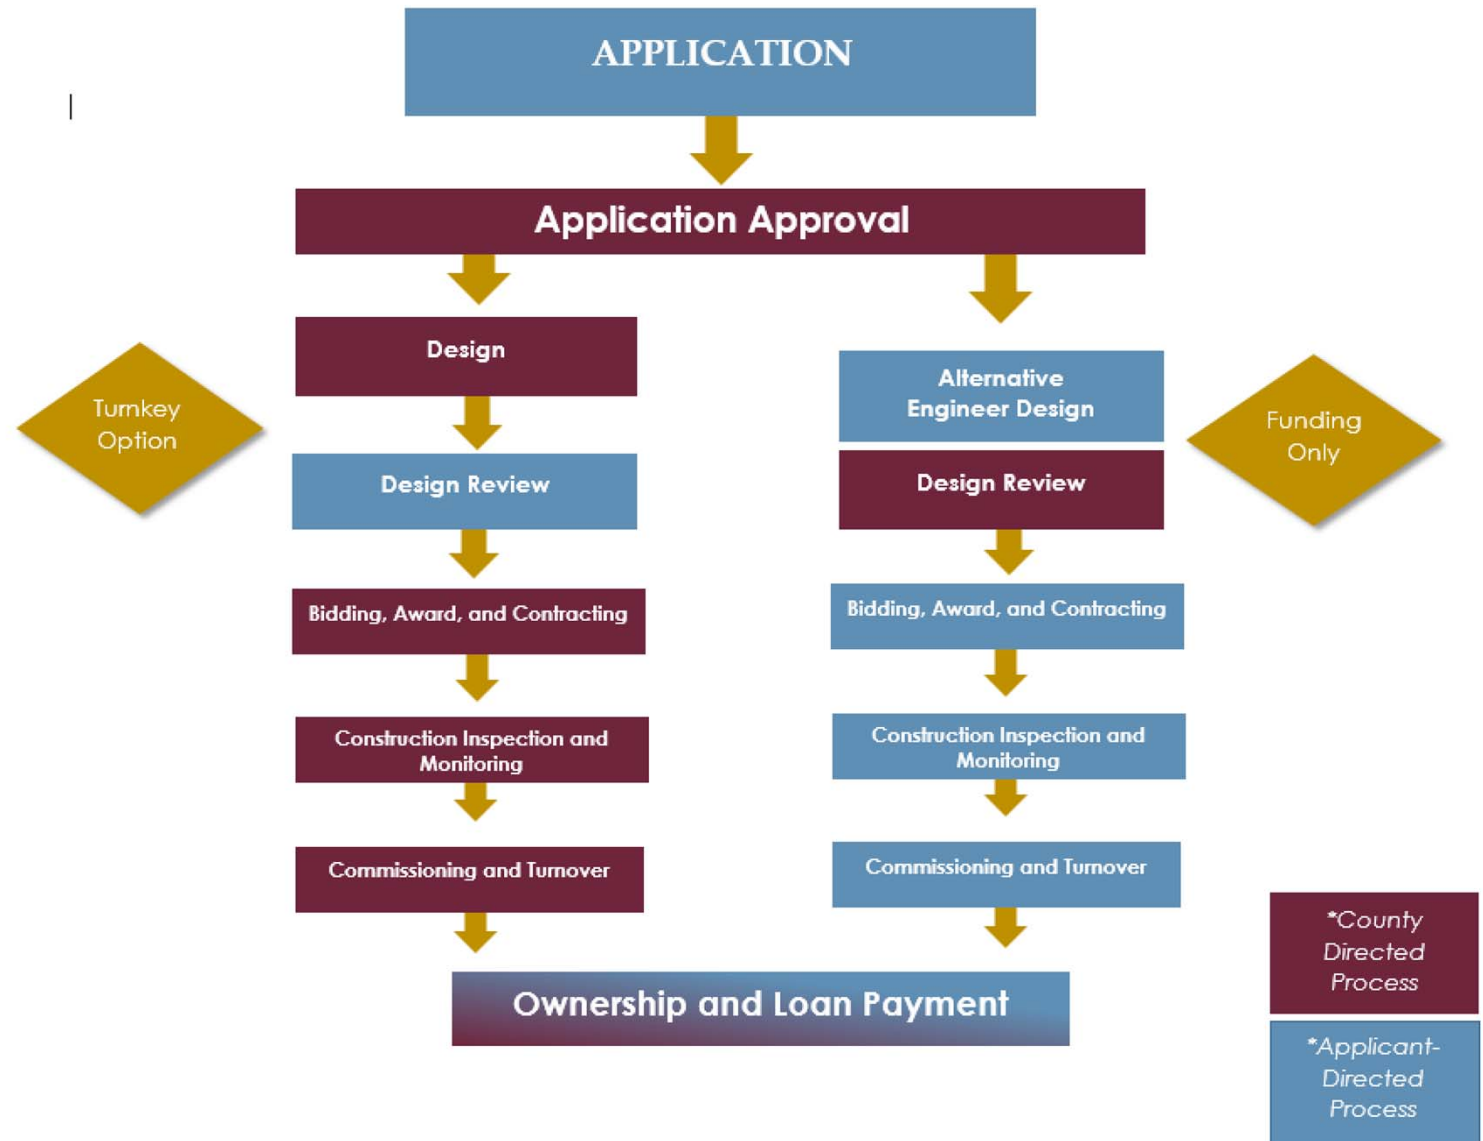 APPLICATION
Application Approval
Turnkey
Option
Design
Design Review
Bidding, Award, and Contracting
Construction Inspection and
Monitoring
Commissioning and Turnover
Alternative
Engineer Design
Design Review
Bidding, Award, and Contracting
Construction Inspection and
Monitoring
Commissioning and Turnover
Funding
Only
Ownership and Loan Payment
*County
Directed
Process
*Applicant-
Directed
Process